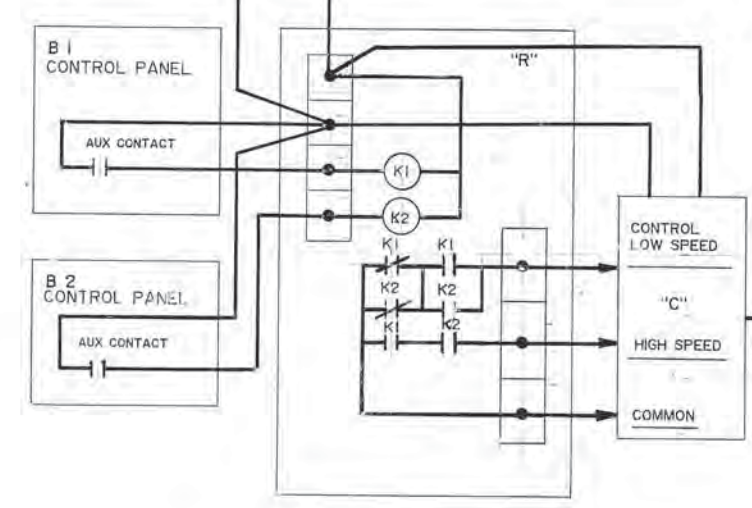 B 1
CONTROL PANEL
AUX CONTACT
"R"
K1
K2
B 2
CONTROL PANEL
AUX CONTACT
K1 K1
K2 K2
K1 K2
CONTROL
LOW SPEED
"C"
HIGH SPEED
COMMON